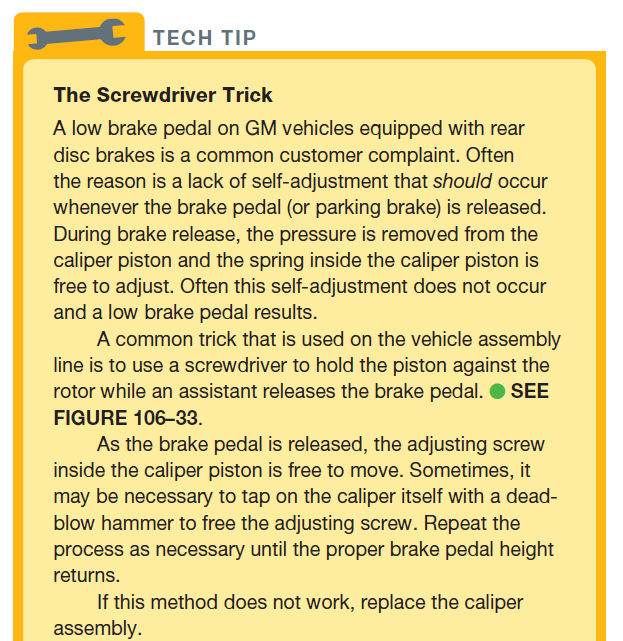 TECH TIP
The Screwdriver Trick
A low brake pedal on GM vehicles equipped with rear
disc brakes is a common customer complaint. Often
the reason is a lack of self-adjustment that should occur
whenever the brake pedal (or parking brake) is released.
During brake release, the pressure is removed from the
caliper piston and the spring inside the caliper piston is
free to adjust. Often this self-adjustment does not occur
and a low brake pedal results.
A common trick that is used on the vehicle assembly
line is to use a screwdriver to hold the piston against the
rotor while an assistant releases the brake pedal. ● SEE
FIGURE 106–33.
As the brake pedal is released, the adjusting screw
inside the caliper piston is free to move. Sometimes, it
may be necessary to tap on the caliper itself with a dead-
blow hammer to free the adjusting screw. Repeat the
process as necessary until the proper brake pedal height
returns.
If this method does not work, replace the caliper
assembly.